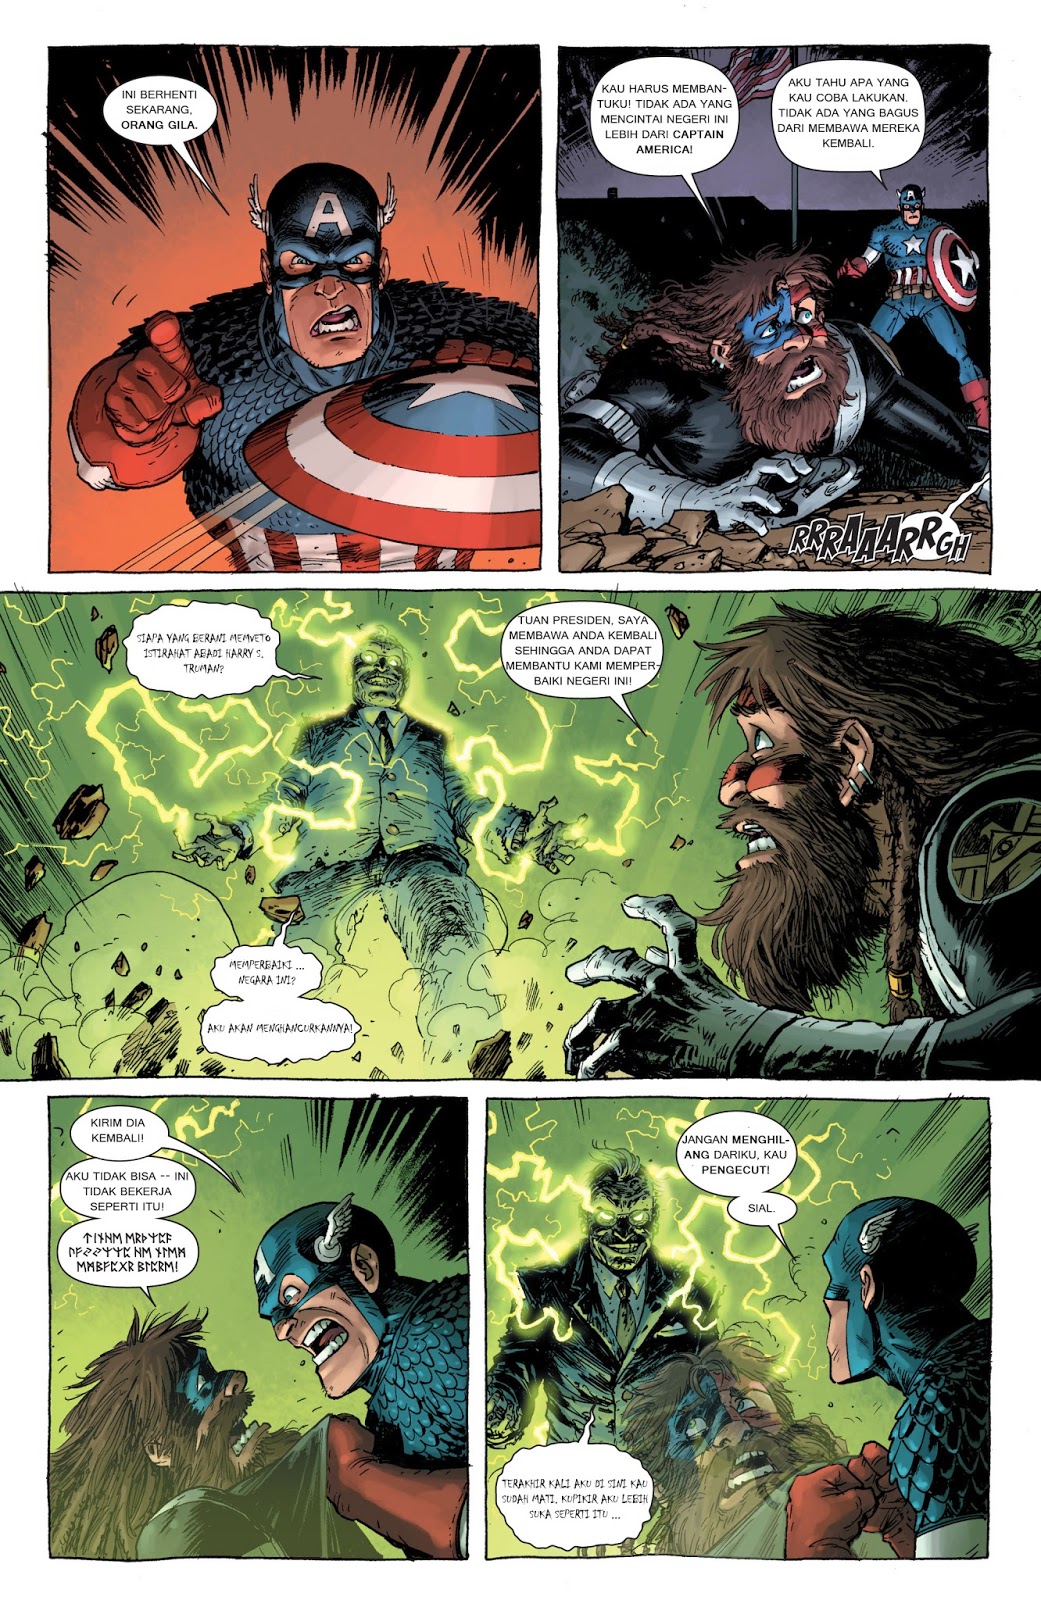 INI BERHENTI
SEKARANG,
ORANG GILA.
A
KAU HARUS MEMBAN-
TUKU! TIDAK ADA YANG
MENCINTAI NEGERI INI
LEBIH DARI CAPTAIN
AMERICA!
AKU TAHU APA YANG
KAU COBA LAKUKAN.
TIDAK ADA YANG BAGUS
DARI MEMBAWA MEREKA
KEMBALI.
RRRAAAARRRGH
SIAPA YANG BERANI MEMVETO
ISTIRAHAT ABADI HARRY S.
TRUMAN?
TUAN PRESIDEN, SAYA
MEMBAWA ANDA KEMBALI
SEHINGGA ANDA DAPAT
MEMBANTU KAMI MEMPER-
BAIKI NEGERI INI!
MEMPERBAIKI ...
NEGARA INI?
AKU AKAN MENGHANCURKANNYA!
KIRIM DIA
KEMBALI!
AKU TIDAK BISA -- INI
TIDAK BEKERJA
SEPERTI ITU!
JANGAN MENGHIL-
ANG DARIKU, KAU
PENGECUT!
SIAL.
TERAKHIR KALI AKU DI SINI KAU
SUDAH MATI. KUPIKIR AKU LEBIH
SUKA SEPERTI ITU ...